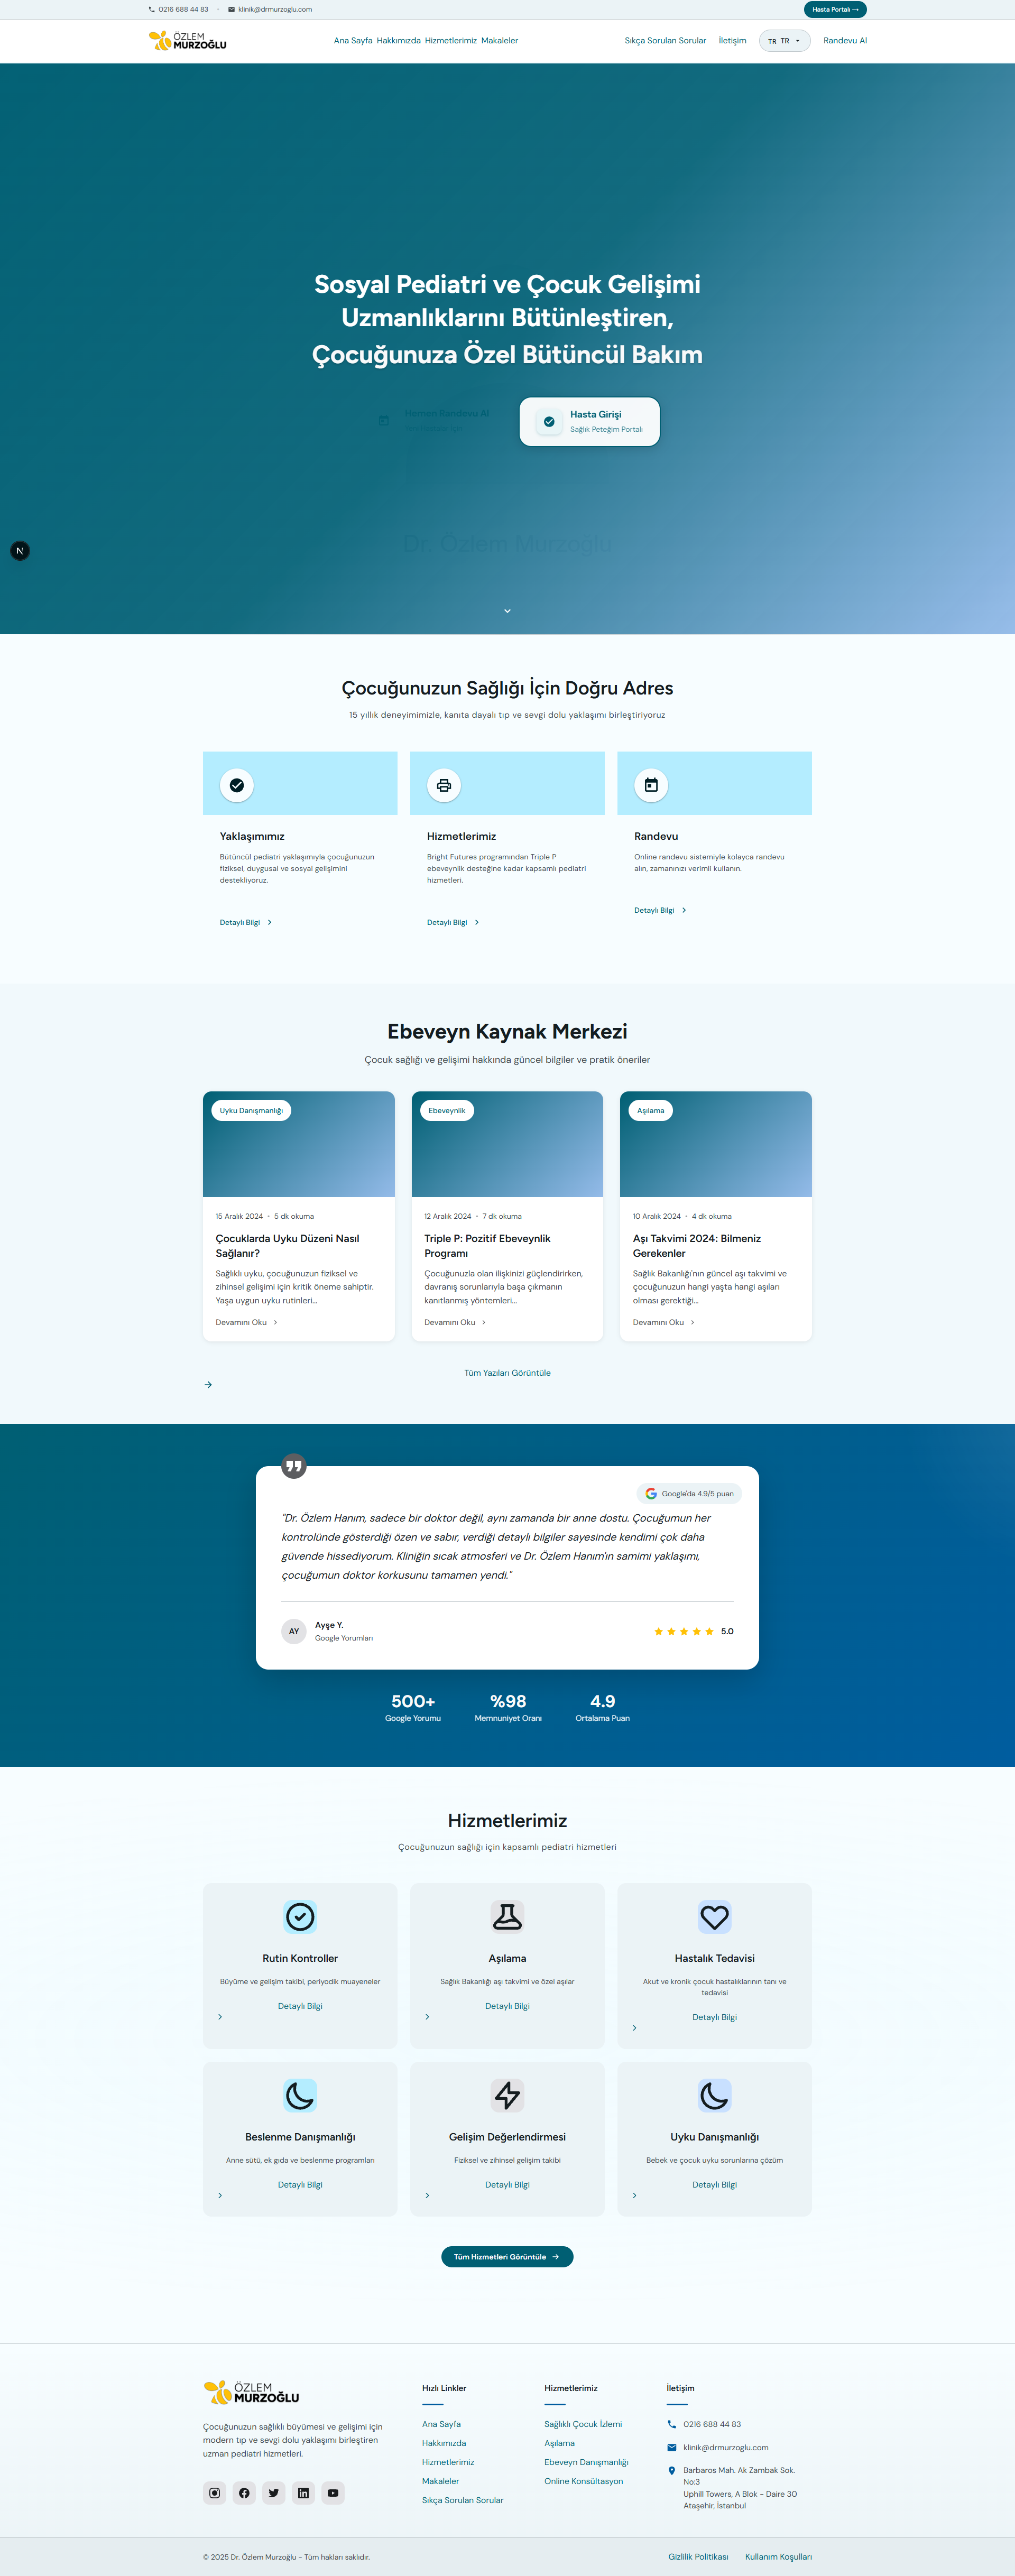 0216 688 44 83 • klinik@drmurzoglu.com
Hasta Portalı →
ÖZLEM
MURZOĞLU
Ana Sayfa Hakkımızda Hizmetlerimiz Makaleler
Sıkça Sorulan Sorular İletişim TR TR Randevu Al
Sosyal Pediatri ve Çocuk Gelişimi
Uzmanlıklarını Bütünleştiren,
Çocuğunuza Özel Bütüncül Bakım
Hemen Randevu Al
Hasta Girişi
Sağlık Peteğim Portalı
Dr. Özlem Murzoğlu
N
Çocuğunuzun Sağlığı İçin Doğru Adres
15 yıllık deneyimimizle, kanıta dayalı tıp ve sevgi dolu yaklaşımı birleştiriyoruz
Yaklaşımımız
Bütüncül pediatri yaklaşımıyla çocuğunuzun
fiziksel, duygusal ve sosyal gelişimini
destekliyoruz.
Detaylı Bilgi
Hizmetlerimiz
Bright Futures programından Triple P
ebeveynlik desteğine kadar kapsamlı pediatri
hizmetleri.
Detaylı Bilgi
Randevu
Online randevu sistemiyle kolayca randevu
alın, zamanınızı verimli kullanın.
Detaylı Bilgi
Ebeveyn Kaynak Merkezi
Çocuk sağlığı ve gelişimi hakkında güncel bilgiler ve pratik öneriler
Uyku Danışmanlığı
15 Aralık 2024 • 5 dk okuma
Çocuklarda Uyku Düzeni Nasıl
Sağlanır?
Sağlıklı uyku, çocuğunuzun fiziksel ve
zihinsel gelişimi için kritik öneme sahiptir.
Yaşa uygun uyku rutinleri...
Devamını Oku
Ebeveynlik
12 Aralık 2024 • 7 dk okuma
Triple P: Pozitif Ebeveynlik
Programı
Çocuğunuzla olan ilişkinizi güçlendirirken,
davranış sorunlarıyla başa çıkmanın
kanıtlanmış yöntemleri...
Devamını Oku
Aşılama
10 Aralık 2024 • 4 dk okuma
Aşı Takvimi 2024: Bilmeniz
Gerekenler
Sağlık Bakanlığı'nın güncel aşı takvimi ve
çocuğunuzun hangi yaşta hangi aşıları
olması gerektiği...
Devamını Oku
Tüm Yazıları Görüntüle
→
Google'da 4.9/5 puan
"Dr. Özlem Hanım, sadece bir doktor değil, aynı zamanda bir anne dostu. Çocuğumun her
kontrolünde gösterdiği özen ve sabır, verdiği detaylı bilgiler sayesinde kendimi çok daha
güvende hissediyorum. Kliniğin sıcak atmosferi ve Dr. Özlem Hanım'ın samimi yaklaşımı,
çocuğumun doktor korkusunu tamamen yendi."
AY
Ayşe Y.
Google Yorumları
5.0
500+
Google Yorumu
%98
Memnuniyet Oranı
4.9
Ortalama Puan
Hizmetlerimiz
Çocuğunuzun sağlığı için kapsamlı pediatri hizmetleri
Rutin Kontroller
Büyüme ve gelişim takibi, periyodik muayeneler
Detaylı Bilgi
Aşılama
Sağlık Bakanlığı aşı takvimi ve özel aşılar
Detaylı Bilgi
Hastalık Tedavisi
Akut ve kronik çocuk hastalıklarının tanı ve
tedavisi
Detaylı Bilgi
Beslenme Danışmanlığı
Anne sütü, ek gıda ve beslenme programları
Detaylı Bilgi
Gelişim Değerlendirmesi
Fiziksel ve zihinsel gelişim takibi
Detaylı Bilgi
Uyku Danışmanlığı
Bebek ve çocuk uyku sorunlarına çözüm
Detaylı Bilgi
Tüm Hizmetleri Görüntüle →
ÖZLEM
MURZOĞLU
Çocuğunuzun sağlıklı büyümesi ve gelişimi için
modern tıp ve sevgi dolu yaklaşımı birleştiren
uzman pediatri hizmetleri.
Hızlı Linkler
Ana Sayfa
Hakkımızda
Hizmetlerimiz
Makaleler
Sıkça Sorulan Sorular
Hizmetlerimiz
Sağlıklı Çocuk İzlemi
Aşılama
Ebeveyn Danışmanlığı
Online Konsültasyon
İletişim
0216 688 44 83
klinik@drmurzoglu.com
Barbaros Mah. Ak Zambak Sok.
No:3
Uphill Towers, A Blok - Daire 30
Ataşehir, İstanbul
© 2025 Dr. Özlem Murzoğlu - Tüm hakları saklıdır.
Gizlilik Politikası Kullanım Koşulları